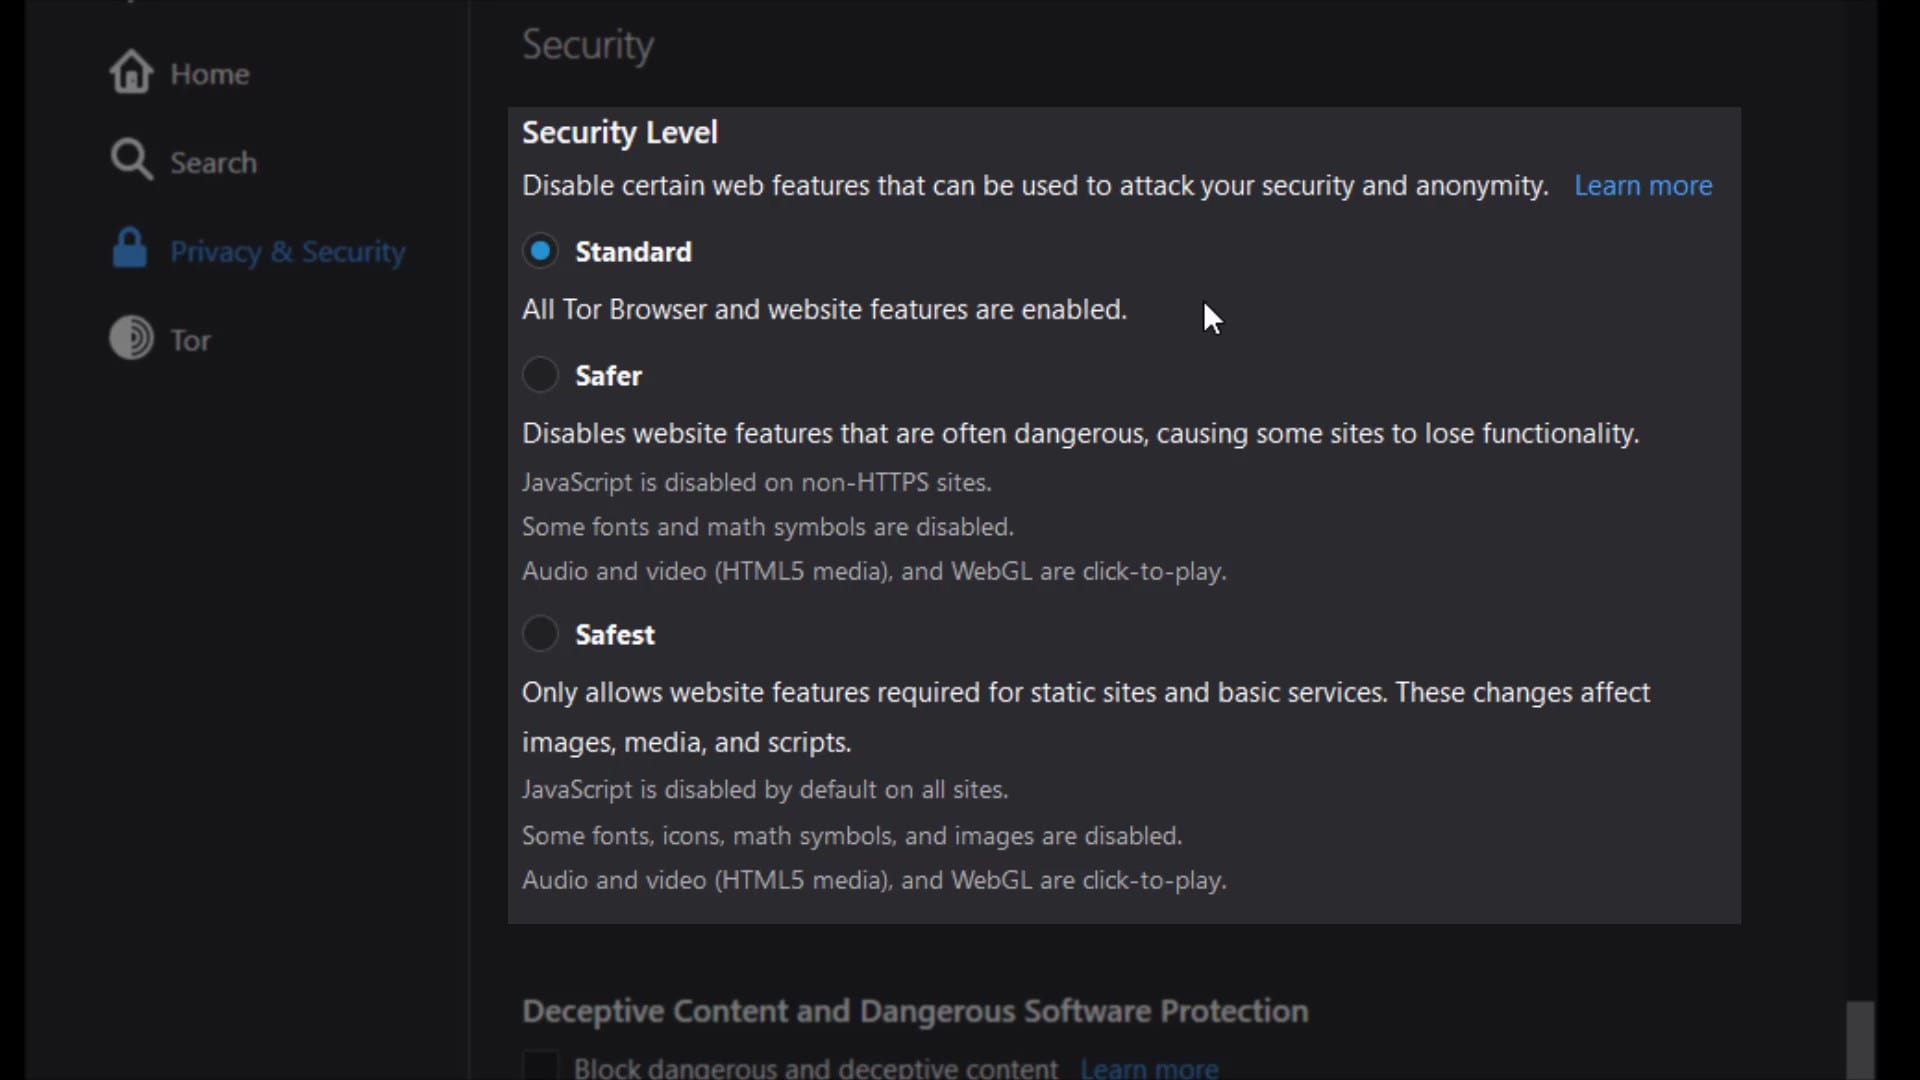 Home
Search
Privacy & Security
Tor
Security
Security Level
Disable certain web features that can be used to attack your security and anonymity. Learn more
Standard
All Tor Browser and website features are enabled.
Safer
Disables website features that are often dangerous, causing some sites to lose functionality.
JavaScript is disabled on non-HTTPS sites.
Some fonts and math symbols are disabled.
Audio and video (HTML5 media), and WebGL are click-to-play.
Safest
Only allows website features required for static sites and basic services. These changes affect
images, media, and scripts.
JavaScript is disabled by default on all sites.
Some fonts, icons, math symbols, and images are disabled.
Audio and video (HTML5 media), and WebGL are click-to-play.
Deceptive Content and Dangerous Software Protection
Block dangerous and deceptive content Learn more